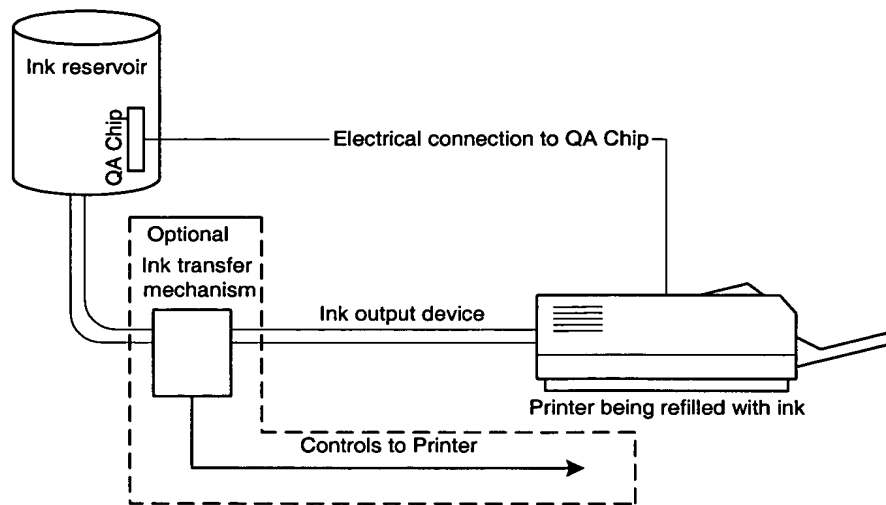 Ink reservoir
QA Chip
Electrical connection to QA Chip
Optional
Ink transfer
mechanism
Ink output device
Printer being refilled with ink
Controls to Printer